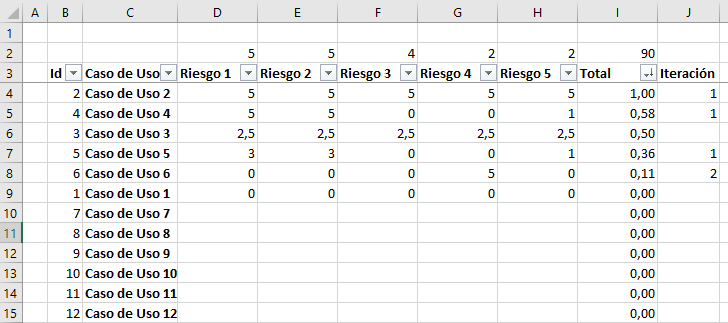 A B C D E F G H I J
1
2 5 5 4 2 2 90
3 Id Caso de Uso Riesgo 1 Riesgo 2 Riesgo 3 Riesgo 4 Riesgo 5 Total Iteración
4 2 Caso de Uso 2 5 5 5 5 5 1,00 1
5 4 Caso de Uso 4 5 5 0 0 1 0,58 1
6 3 Caso de Uso 3 2,5 2,5 2,5 2,5 2,5 0,50
7 5 Caso de Uso 5 3 3 0 0 1 0,36 1
8 6 Caso de Uso 6 0 0 0 5 0 0,11 2
9 1 Caso de Uso 1 0 0 0 0 0 0,00
10 7 Caso de Uso 7 0,00
11 8 Caso de Uso 8 0,00
12 9 Caso de Uso 9 0,00
13 10 Caso de Uso 10 0,00
14 11 Caso de Uso 11 0,00
15 12 Caso de Uso 12 0,00